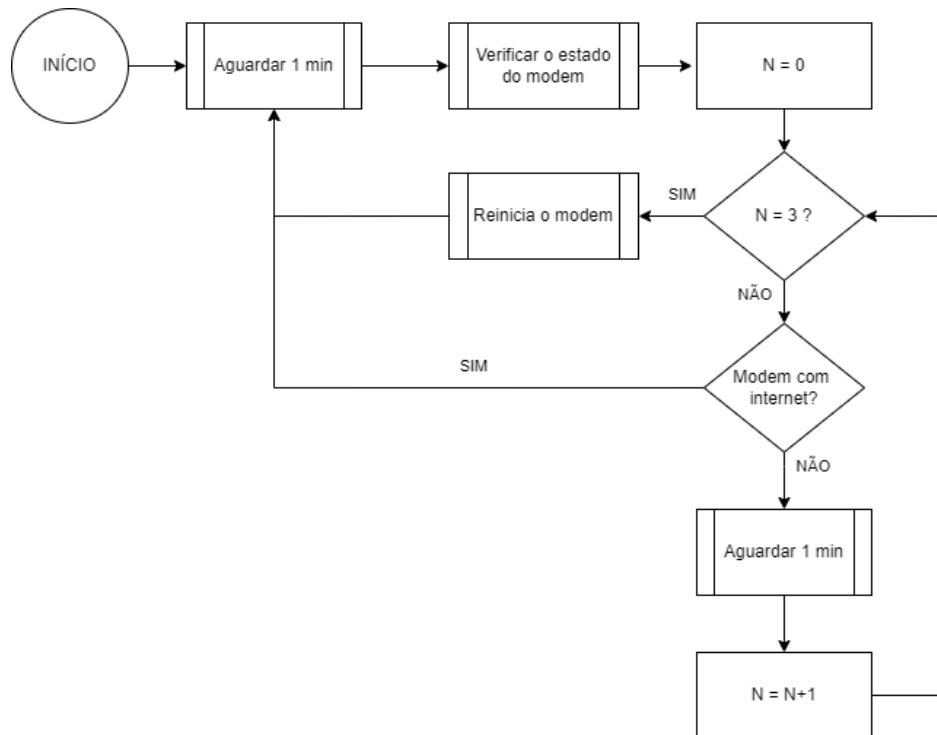 INÍCIO
Aguardar 1 min
Verificar o estado
do modem
N = 0
Reinicia o modem
SIM
N = 3 ?
NÃO
SIM
Modem com
internet?
NÃO
Aguardar 1 min
N = N+1